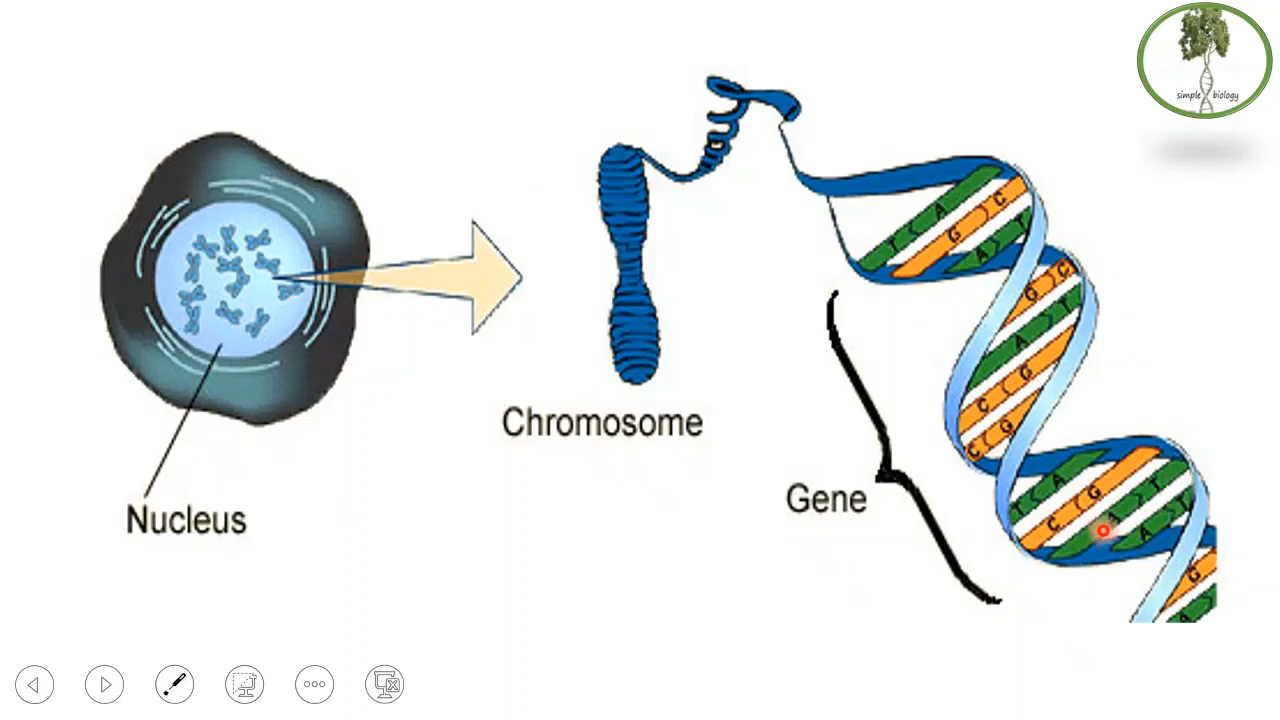 simple biology
Nucleus
Chromosome
Gene
T A
G C
A T
G C
A T
C G
C G
T A
C G
A T
A T
G